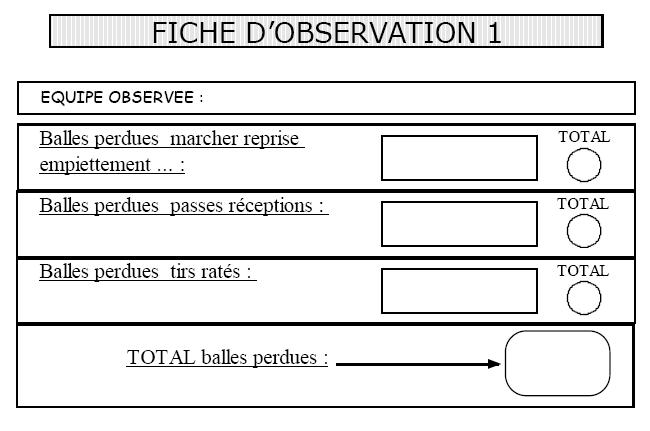 FICHE D'OBSERVATION 1
EQUIPE OBSERVEE :
Balles perdues marcher reprise
empiettement ... :
TOTAL
Balles perdues passes réceptions :
TOTAL
Balles perdues tirs ratés :
TOTAL
TOTAL balles perdues :